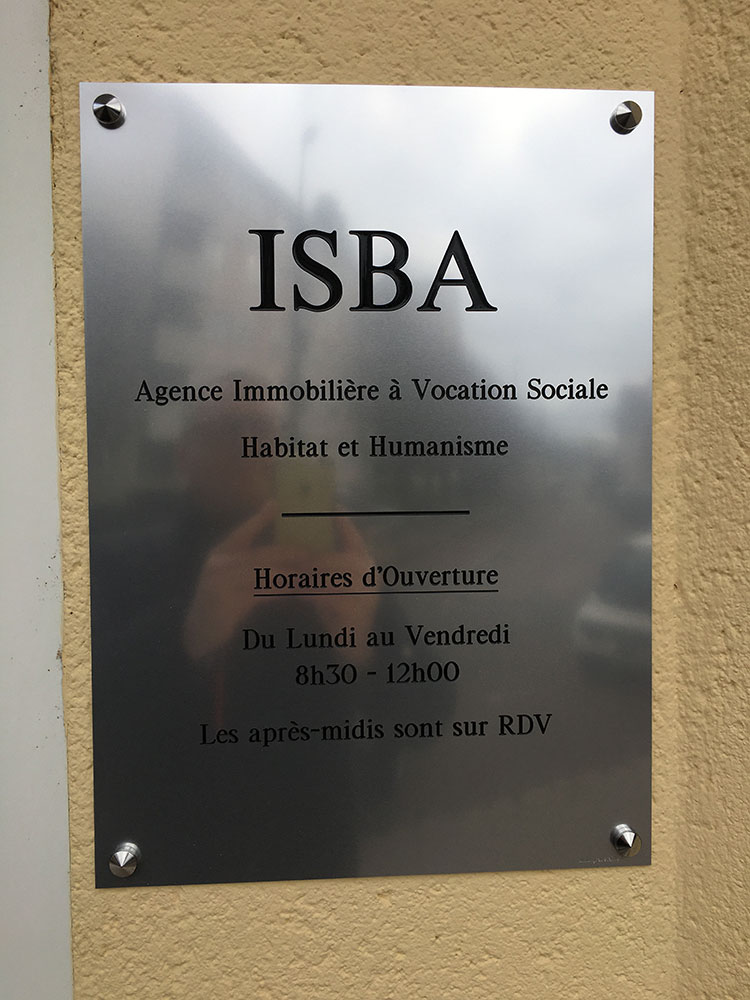 ISBA
Agence Immobilière à Vocation Sociale
Habitat et Humanisme
Horaires d'Ouverture
Du Lundi au Vendredi
8h30 - 12h00
Les après-midis sont sur RDV